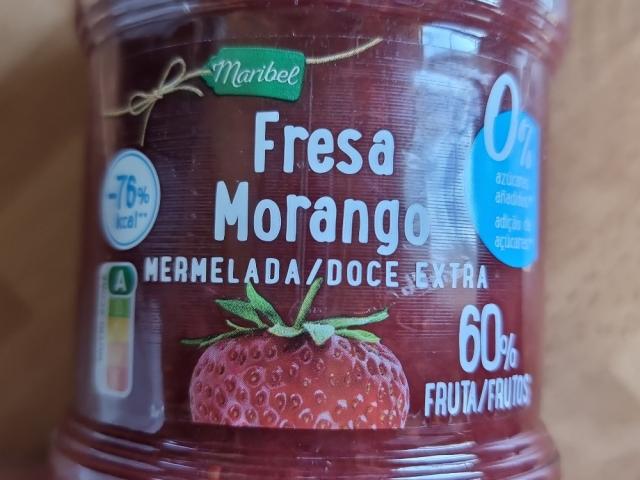 Maribel
Fresa
Morango
MERMELADA/DOCE EXTRA
0%
azúcares
añadidos**
adição de
açúcares**
-76%
kcal**
A
60%
FRUTA/FRUTOS